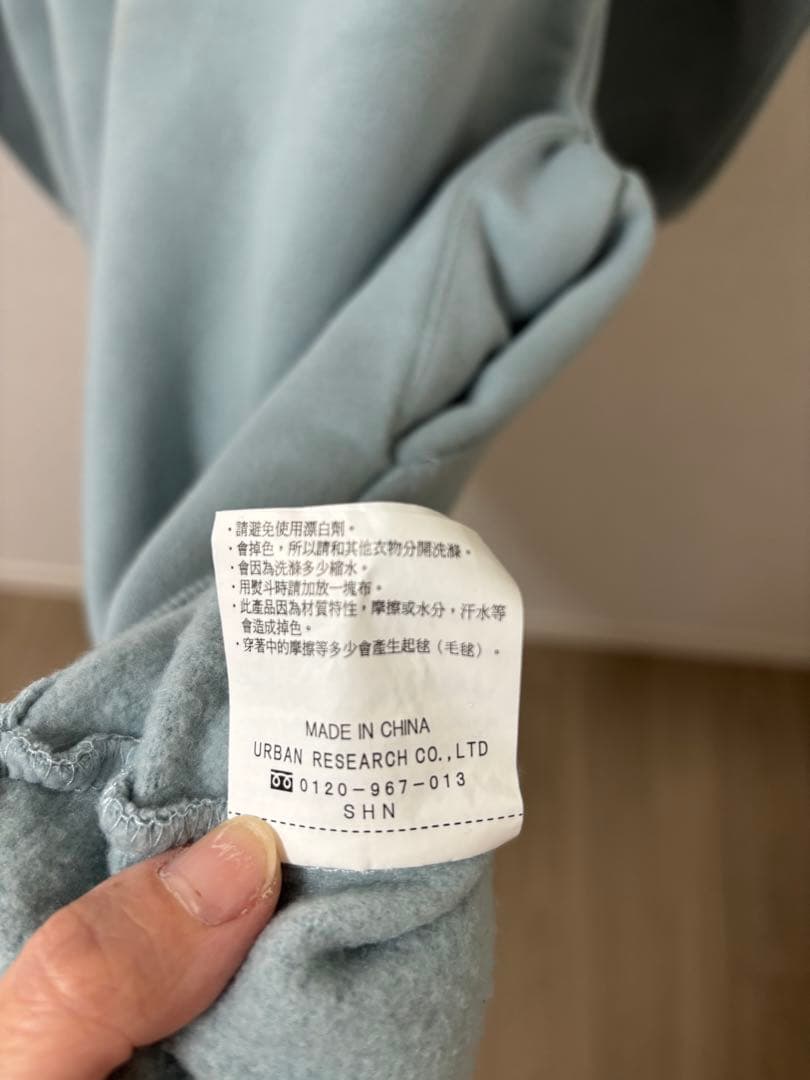 ・請避免使用漂白劑。
・會掉色，所以請和其他衣物分開洗滌。
・會因為洗滌多少縮水。
・用熨斗時請加放一塊布。
・此產品因為材質特性，摩擦或水分，汗水等
會造成掉色。
・穿著中的摩擦等多少會產生起毬（毛毬）。
MADE IN CHINA
URBAN RESEARCH CO.,LTD
0120-967-013
SHN